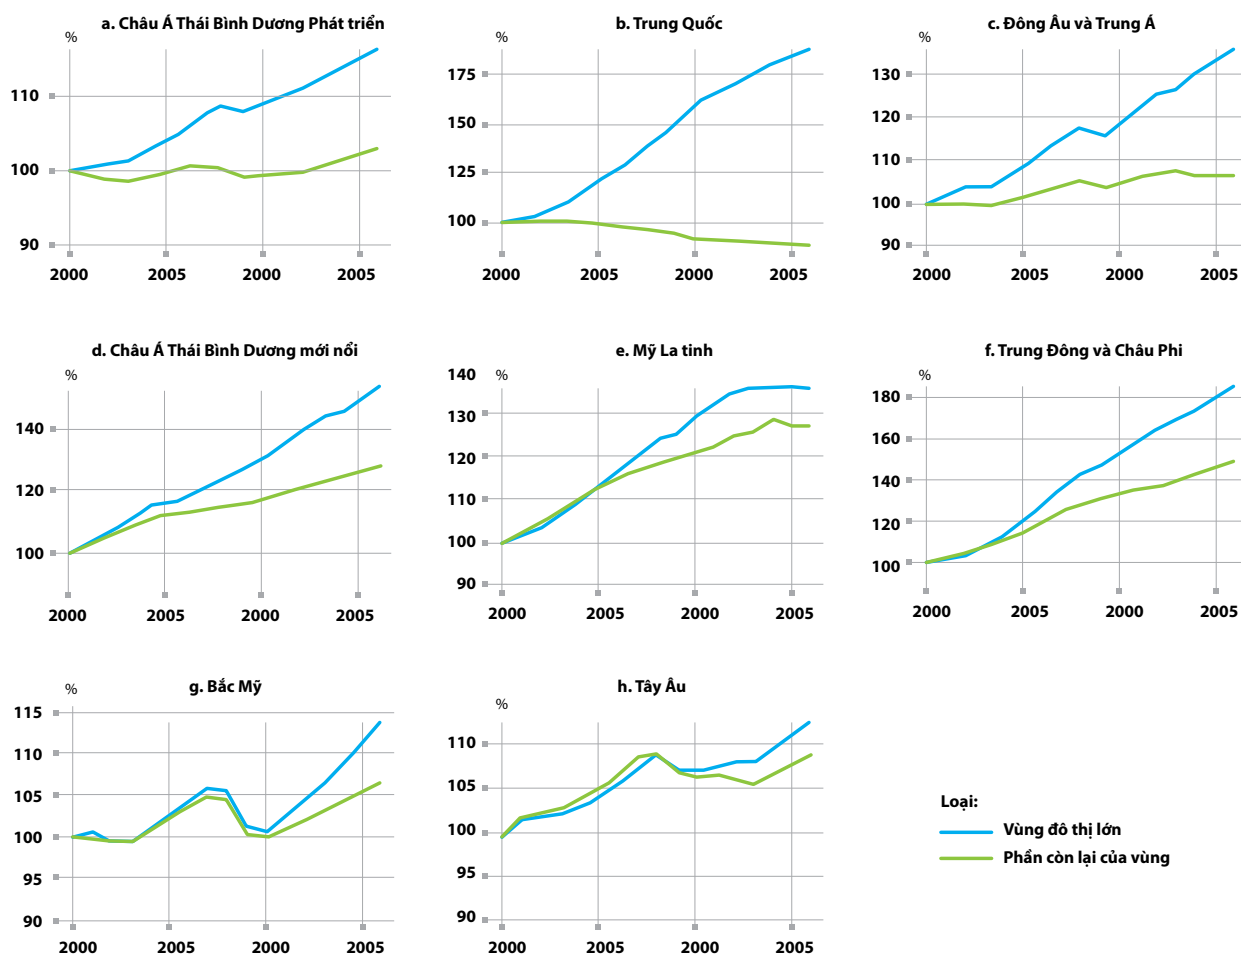 a. Châu Á Thái Bình Dương Phát triển
%
110
100
90
2000 2005 2000 2005
b. Trung Quốc
%
175
150
125
100
2000 2005 2000 2005
c. Đông Âu và Trung Á
%
130
120
110
100
90
2000 2005 2000 2005
d. Châu Á Thái Bình Dương mới nổi
%
140
120
100
2000 2005 2000 2005
e. Mỹ La tinh
%
140
130
120
110
100
90
2000 2005 2000 2005
f. Trung Đông và Châu Phi
%
180
160
140
120
100
2000 2005 2000 2005
g. Bắc Mỹ
%
115
110
105
100
95
90
2000 2005 2000 2005
h. Tây Âu
%
110
105
100
95
90
2000 2005 2000 2005
Loại:
Vùng đô thị lớn
Phần còn lại của vùng